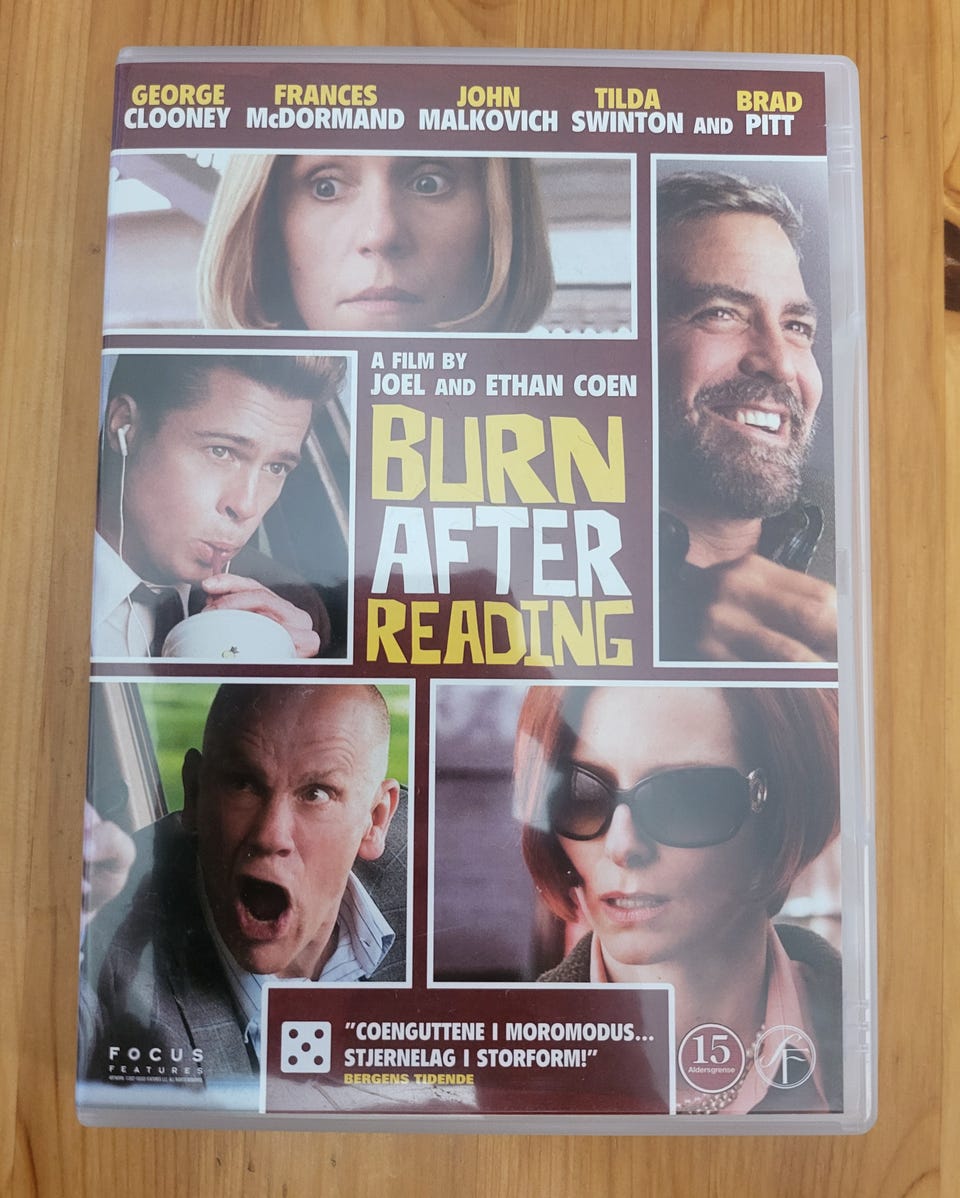 GEORGE CLOONEY
FRANCES McDORMAND
JOHN MALKOVICH
TILDA SWINTON AND
BRAD PITT
A FILM BY
JOEL AND ETHAN COEN
BURN
AFTER
READING
FOCUS
FEATURES
"COENGUTTENE I MOROMODUS...
STJERNELAG I STORFORM!"
BERGENS TIDENDE
15
Aldersgrense
SF